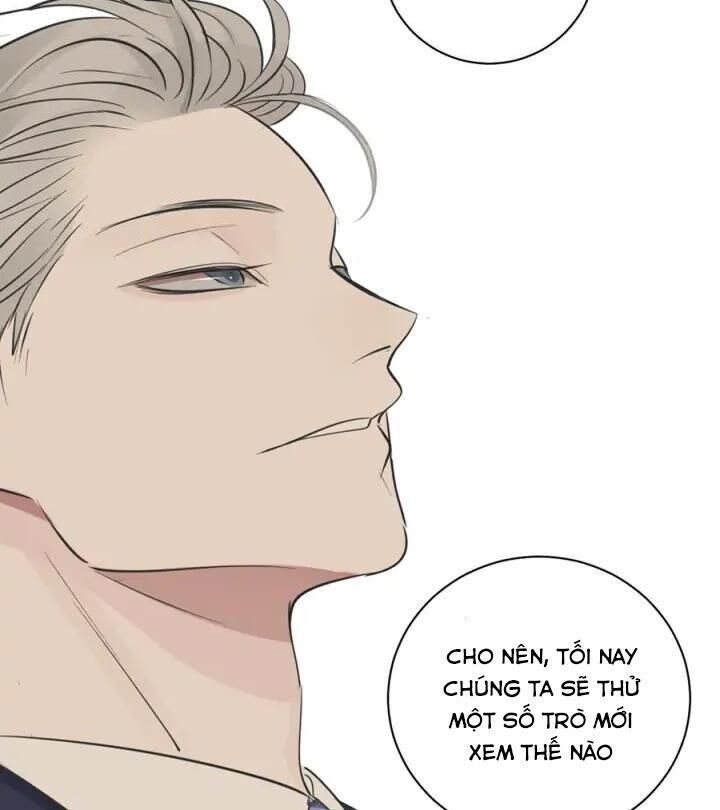 CHO NÊN, TỐI NAY
CHÚNG TA SẼ THỬ
MỘT SỐ TRÒ MỚI
XEM THẾ NÀO